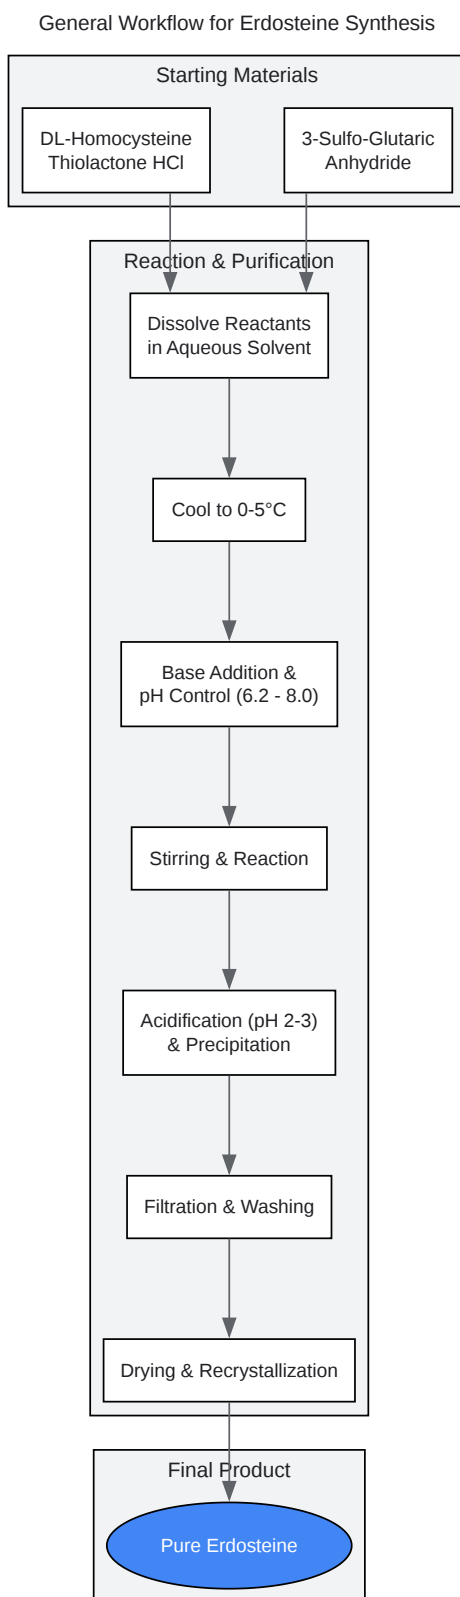 General Workflow for Erdosteine Synthesis
Starting Materials
DL-Homocysteine
Thiolactone HCl
3-Sulfo-Glutaric
Anhydride
Reaction & Purification
Dissolve Reactants
in Aqueous Solvent
Cool to 0-5°C
Base Addition &
pH Control (6.2 - 8.0)
Stirring & Reaction
Acidification (pH 2-3)
& Precipitation
Filtration & Washing
Drying & Recrystallization
Final Product
Pure Erdosteine